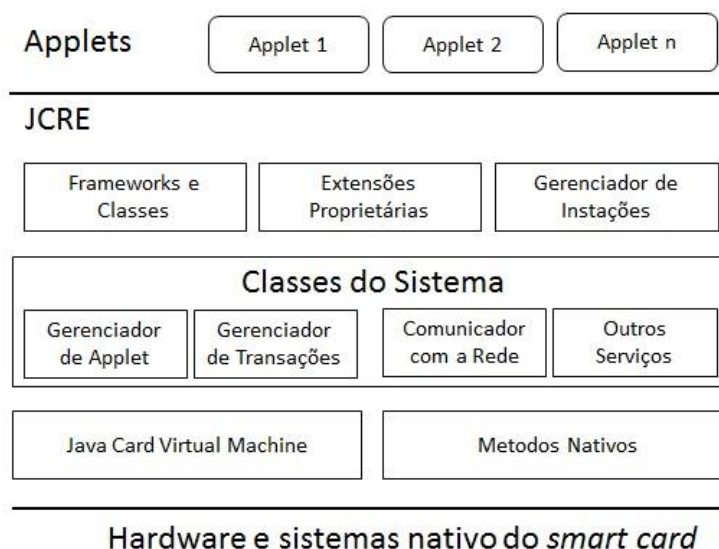 Applets
Applet 1
Applet 2
Applet n
JCRE
Frameworks e
Classes
Extensões
Proprietárias
Gerenciador de
Instações
Classes do Sistema
Gerenciador
de Applet
Gerenciador
de Transações
Comunicador
com a Rede
Outros
Serviços
Java Card Virtual Machine
Metodos Nativos
Hardware e sistemas nativo do smart card